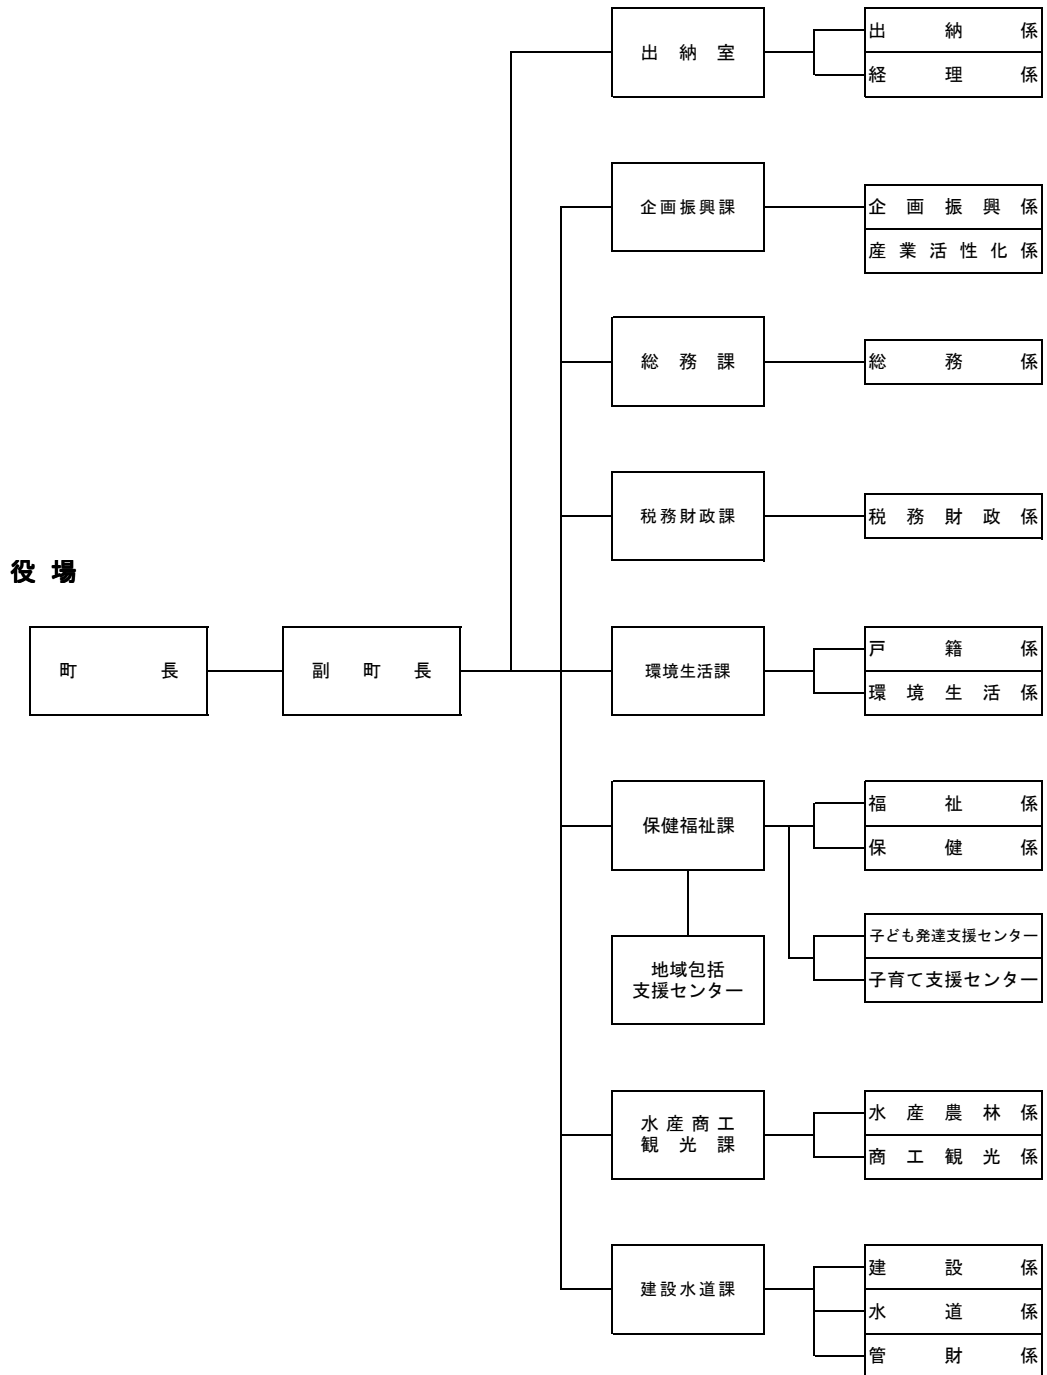 出納室
出納係
経理係
企画振興課
企画振興係
産業活性化係
総務課
総務係
税務財政課
税務財政係
役場
町長
副町長
環境生活課
戸籍係
環境生活係
保健福祉課
福祉係
保健係
地域包括
支援センター
子ども発達支援センター
子育て支援センター
水産商工
観光課
水産農林係
商工観光係
建設水道課
建設係
水道係
管財係